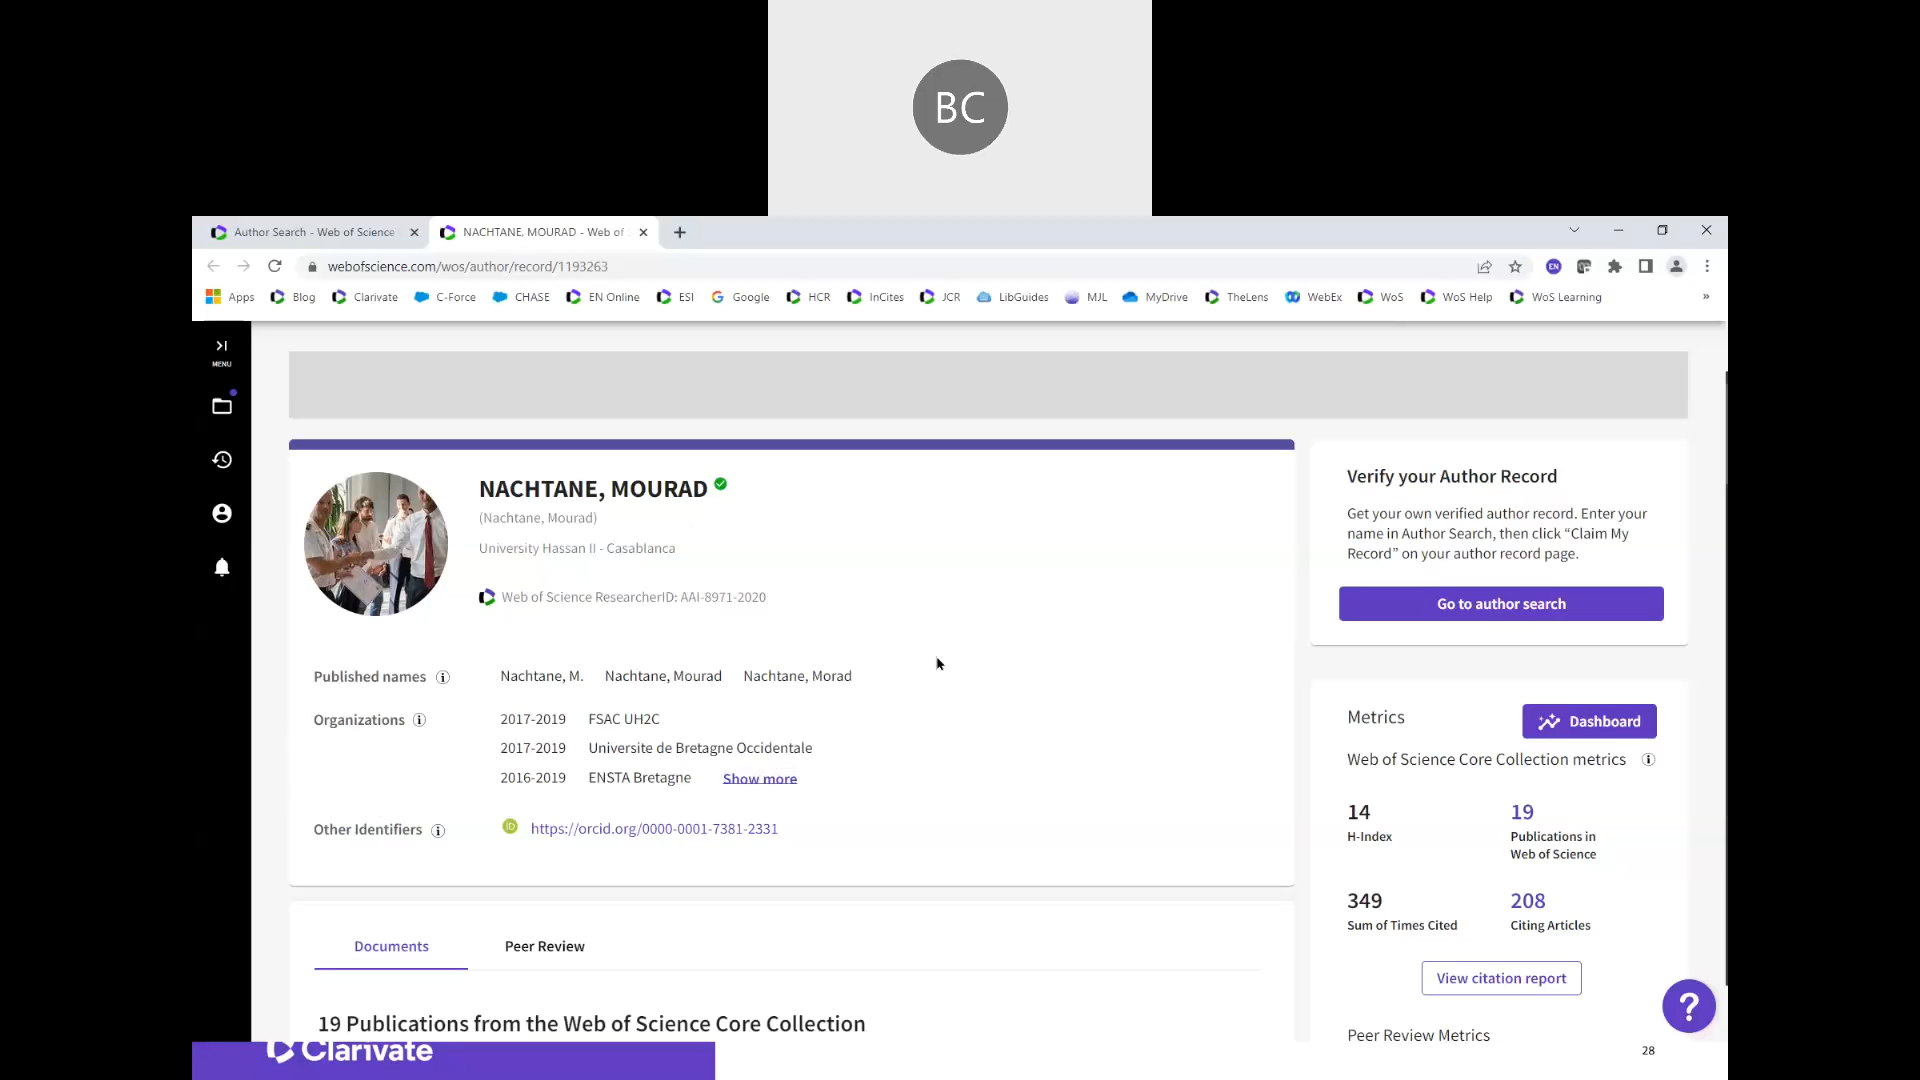 BC
Author Search - Web of Science
NACHTANE, MOURAD - Web of
webofscience.com/wos/author/record/1193263
EN
Apps Blog Clarivate C-Force CHASE EN Online ESI Google HCR InCites JCR LibGuides MJL MyDrive TheLens WebEx WoS WoS Help WoS Learning »
MENU
NACHTANE, MOURAD
(Nachtane, Mourad)
University Hassan II - Casablanca
Web of Science ResearcherID: AAI-8971-2020
Published names Nachtane, M. Nachtane, Mourad Nachtane, Morad
Organizations 2017-2019 FSAC UH2C
2017-2019 Universite de Bretagne Occidentale
2016-2019 ENSTA Bretagne Show more
Other Identifiers iD https://orcid.org/0000-0001-7381-2331
Documents Peer Review
19 Publications from the Web of Science Core Collection
Verify your Author Record
Get your own verified author record. Enter your
name in Author Search, then click “Claim My
Record” on your author record page.
Go to author search
Metrics Dashboard
Web of Science Core Collection metrics
14 19
H-Index Publications in
Web of Science
349 208
Sum of Times Cited Citing Articles
View citation report
?
Peer Review Metrics
Clarivate
28